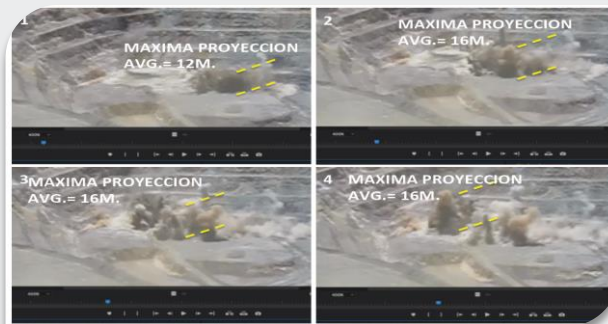 1
MAXIMA PROYECCION
AVG.= 12M.
2
MAXIMA PROYECCION
AVG.= 16M.
3
MAXIMA PROYECCION
AVG.= 16M.
4
MAXIMA PROYECCION
AVG.= 16M.